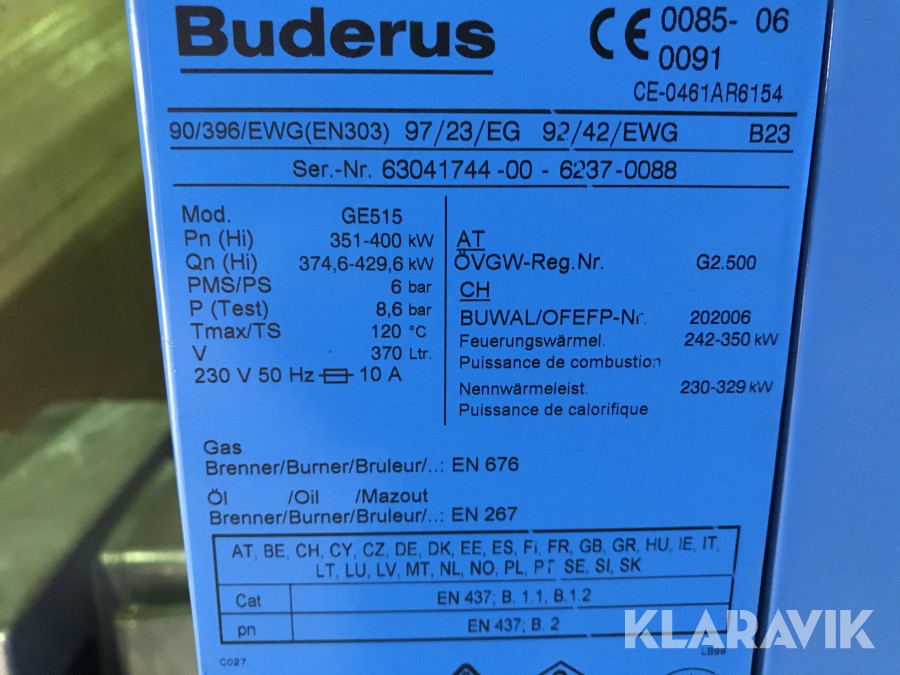 Buderus
CE 0085- 06
0091
CE-0461AR6154
90/396/EWG(EN303) 97/23/EG 92/42/EWG B23
Ser.-Nr. 63041744-00 - 6237-0088
Mod. GE515
Pn (Hi) 351-400 kW
Qn (Hi) 374,6-429,6 kW
PMS/PS 6 bar
P (Test) 8,6 bar
Tmax/TS 120 °C
V 370 Ltr.
230 V 50 Hz 10 A
AT
ÖVGW-Reg.Nr. G2.500
CH
BUWAL/OFEFP-Nr. 202006
Feuerungswärmel. 242-350 kW
Puissance de combustion
Nennwärmeleist. 230-329 kW
Puissance de calorifique
Gas
Brenner/Burner/Bruleur/..: EN 676
Öl /Oil /Mazout
Brenner/Burner/Bruleur/..: EN 267
AT, BE, CH, CY, CZ, DE, DK, EE, ES, FI, FR, GB, GR, HU, IE, IT,
LT, LU, LV, MT, NL, NO, PL, PT, SE, SI, SK
Cat EN 437; B. 1.1, B.1.2
pn EN 437; B. 2
C027.
LB99
KLARAVIK